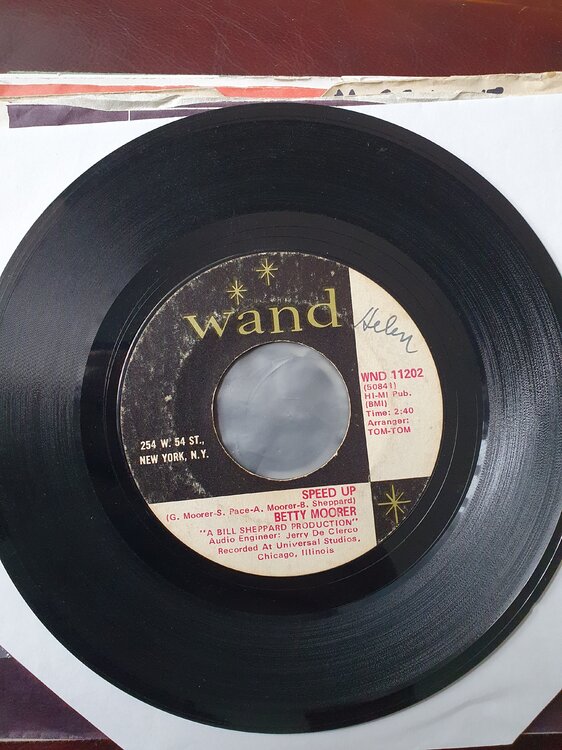 wand
Helen
WND 11202
(50841)
HI-MI Pub.
(BMI)
Time: 2:40
Arranger:
TOM-TOM
254 W. 54 ST.,
NEW YORK, N.Y.
SPEED UP
(G. Moorer-S. Pace-A. Moorer-B. Sheppard)
BETTY MOORER
"A BILL SHEPPARD PRODUCTION"
Audio Engineer: Jerry De Clerco
Recorded At Universal Studios,
Chicago, Illinois